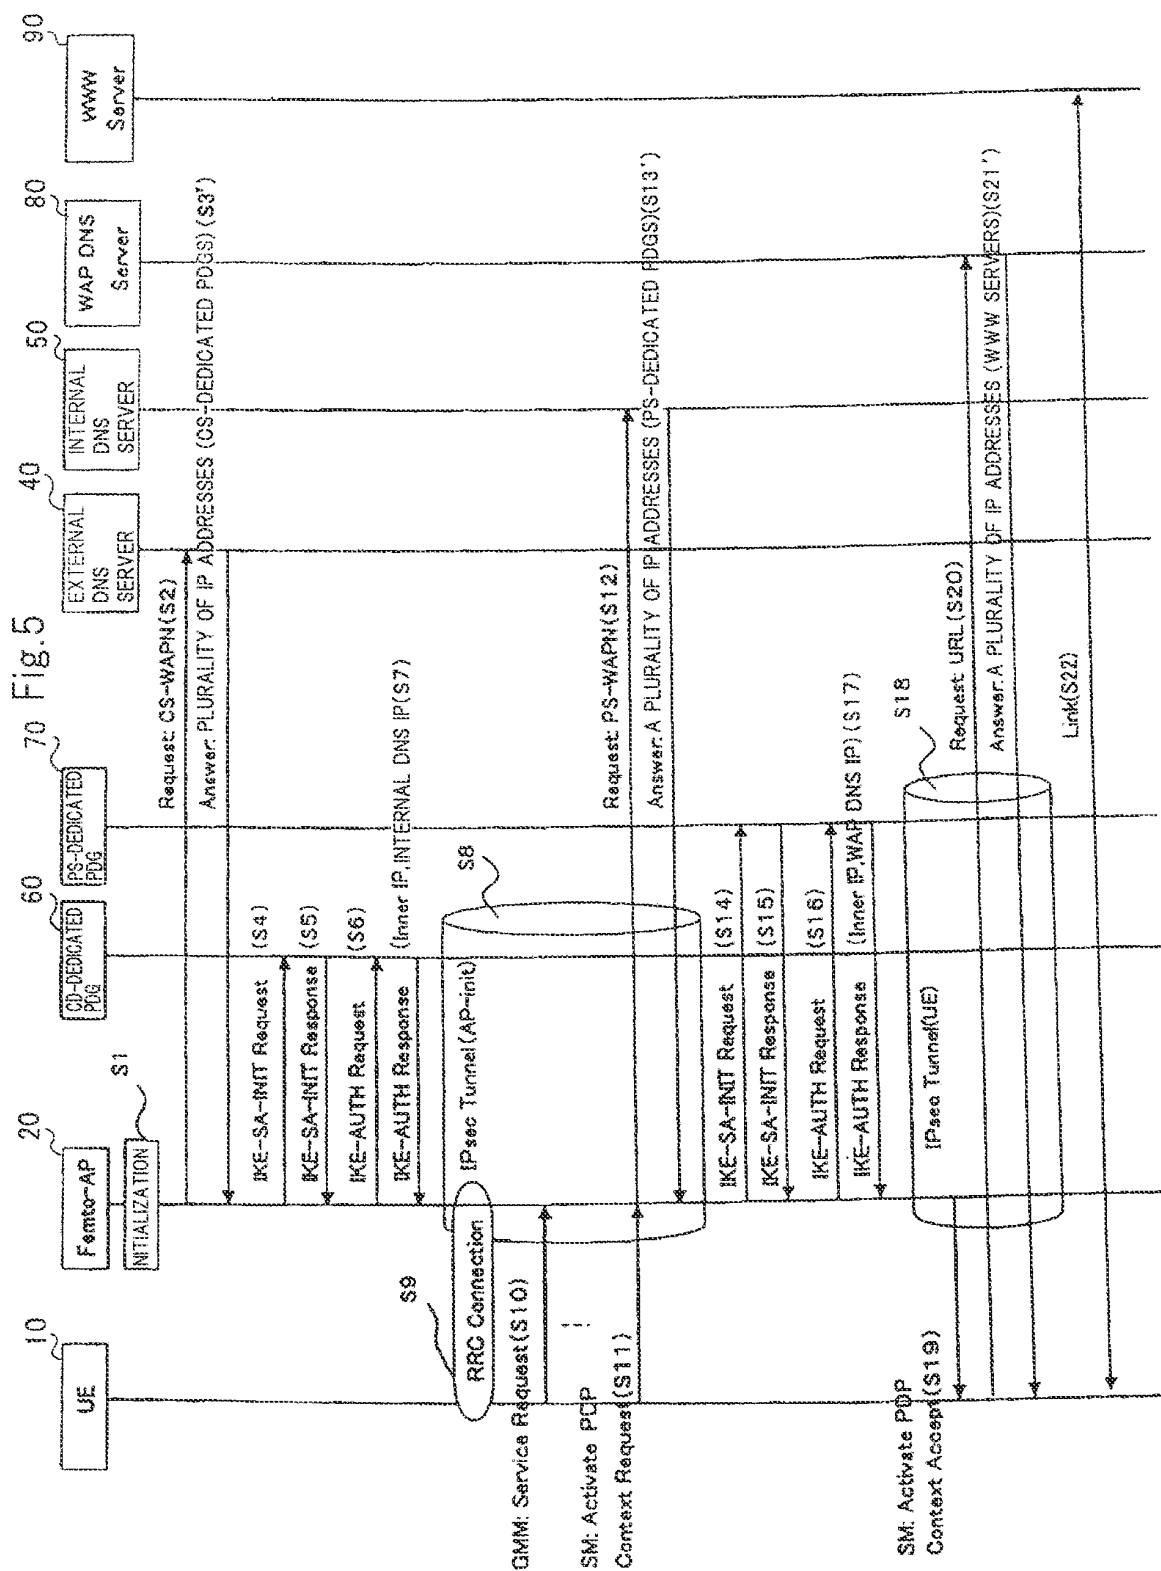 Fig.5
10
UE
20
Femto-AP
60
CD-DEDICATED
PDG
70
PS-DEDICATED
PDG
40
EXTERNAL
DNS
SERVER
50
INTERNAL
DNS
SERVER
80
WAP DNS
Server
90
WWW
Server
INITIALIZATION
S1
Request: CS-WAPN(S2)
Answer: PLURALITY OF IP ADDRESSES (CS-DEDICATED PDGS) (S3')
IKE-SA-INIT Request (S4)
IKE-SA-INIT Response (S5)
IKE-AUTH Request (S6)
IKE-AUTH Response (Inner IP,INTERNAL DNS IP(S7)
S9
RRC Connection
IPsec Tunnel(AP-init)
S8
GMM: Service Request(S10)
SM: Activate PDP
Context Request(S11)
Request: PS-WAPN(S12)
Answer: A PLURALITY OF IP ADDRESSES (PS-DEDICATED PDGS)(S13')
IKE-SA-INIT Request (S14)
IKE-SA-INIT Response (S15)
IKE-AUTH Request (S16)
IKE-AUTH Response (Inner IP,WAP DNS IP)(S17)
S18
IPsec Tunnel(UE)
SM: Activate PDP
Context Accept(S19)
Request URL(S20)
Answer: A PLURALITY OF IP ADDRESSES (WWW SERVERS)(S21')
Link(S22)